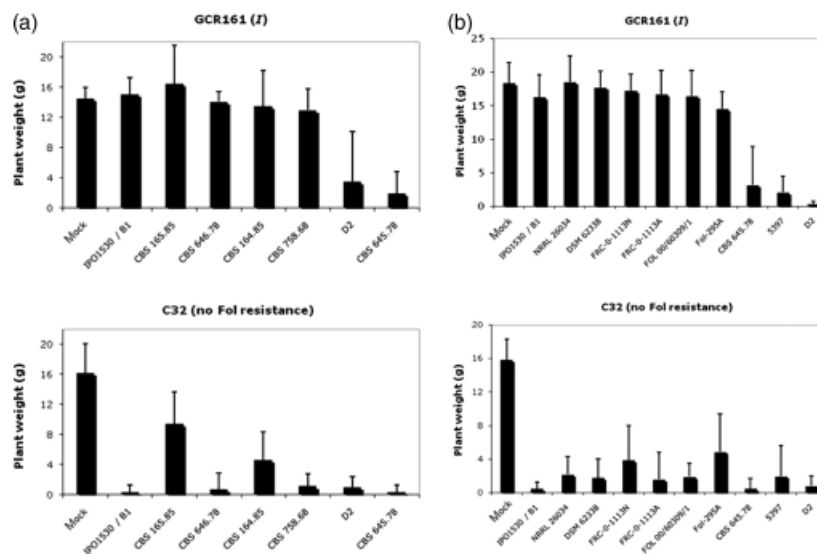 (a)
GCR161 (I)
Plant weight (g)
20
16
12
8
4
0
Mock
IPO1530 / B1
CBS 165.85
CBS 646.78
CBS 164.85
CBS 758.68
D2
CBS 645.78
C32 (no Fol resistance)
Plant weight (g)
20
16
12
8
4
0
Mock
IPO1530 / B1
CBS 165.85
CBS 646.78
CBS 164.85
CBS 758.68
D2
CBS 645.78
(b)
GCR161 (I)
Plant weight (g)
25
20
15
10
5
0
Mock
IPO1530 / B1
NRRL 26034
DSM 62338
FRC-0-1113N
FRC-0-1113A
FOL 00/60309/1
Fol-295A
CBS 645.78
5397
D2
C32 (no Fol resistance)
Plant weight (g)
20
16
12
8
4
0
Mock
IPO1530 / B1
NRRL 26034
DSM 62338
FRC-0-1113N
FRC-0-1113A
FOL 00/60309/1
Fol-295A
CBS 645.78
5397
D2